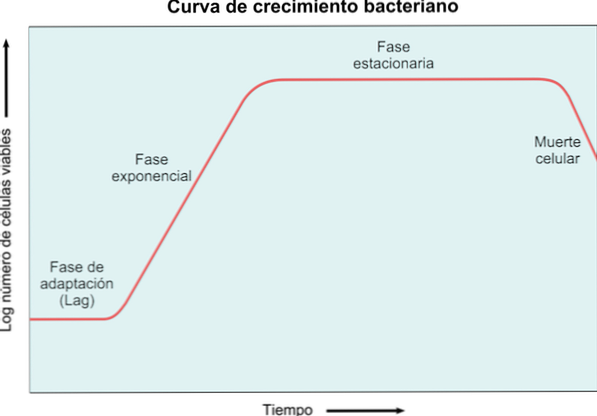 Curva de crecimiento bacteriano
Fase
estacionaria
Muerte
celular
Fase
exponencial
Fase de
adaptación
(Lag)
Log número de células viables
Tiempo